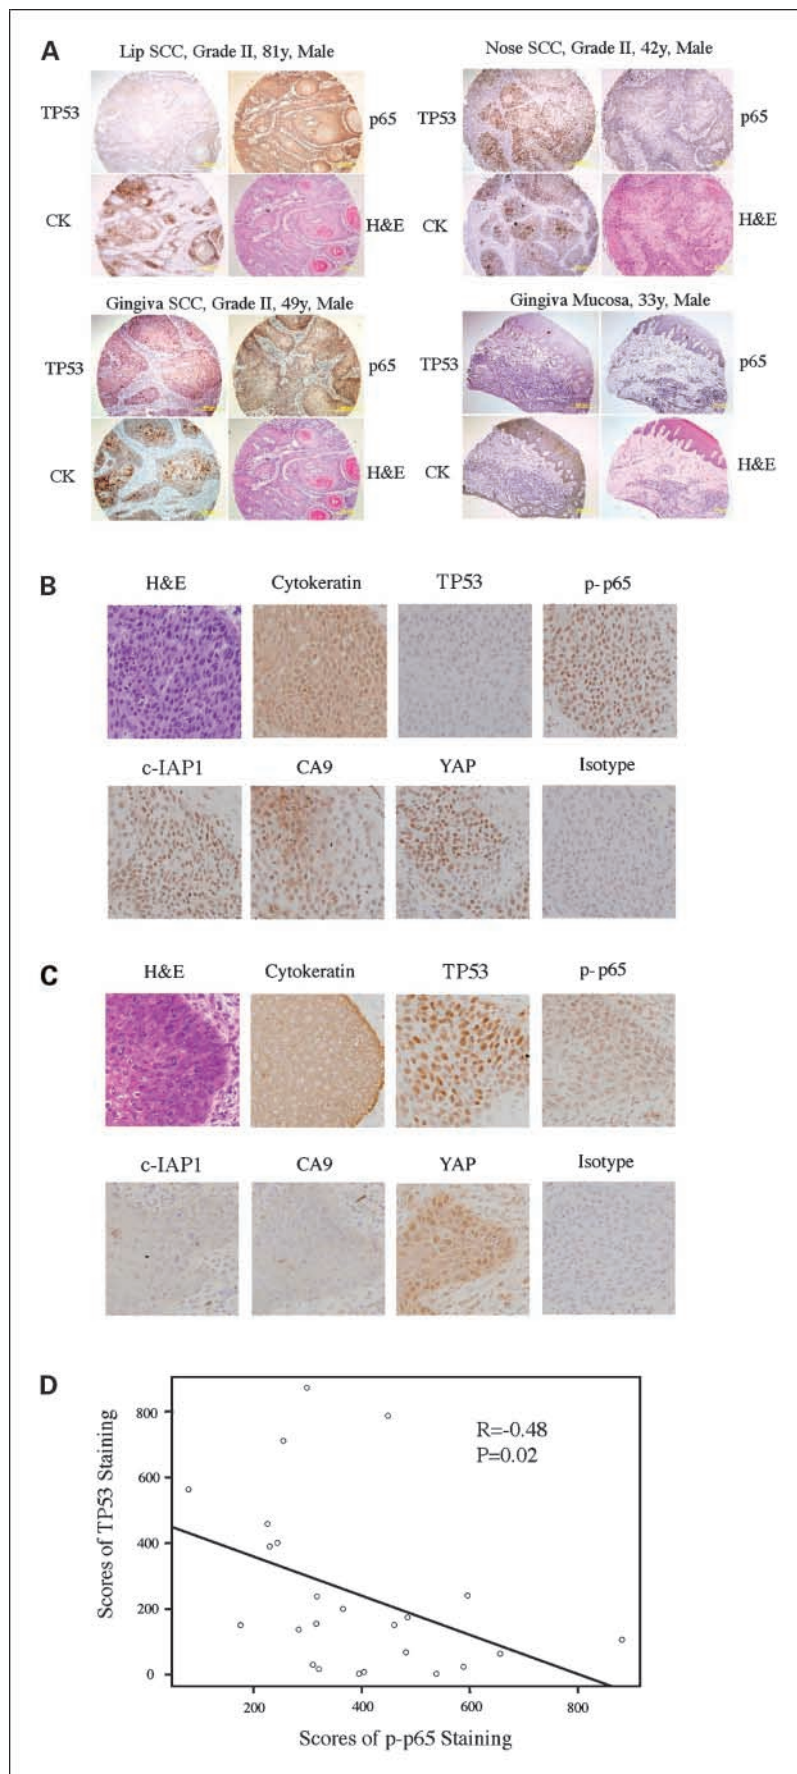 A
Lip SCC, Grade II, 81y, Male
Nose SCC, Grade II, 42y, Male
TP53
p65
TP53
p65
CK
H&E
CK
H&E
Gingiva SCC, Grade II, 49y, Male
Gingiva Mucosa, 33y, Male
TP53
p65
TP53
p65
CK
H&E
CK
H&E
B
H&E
Cytokeratin
TP53
p-p65
c-IAP1
CA9
YAP
Isotype
C
H&E
Cytokeratin
TP53
p-p65
c-IAP1
CA9
YAP
Isotype
D
Scores of TP53 Staining
800
600
400
200
0
R=-0.48
P=0.02
200
400
600
800
Scores of p-p65 Staining